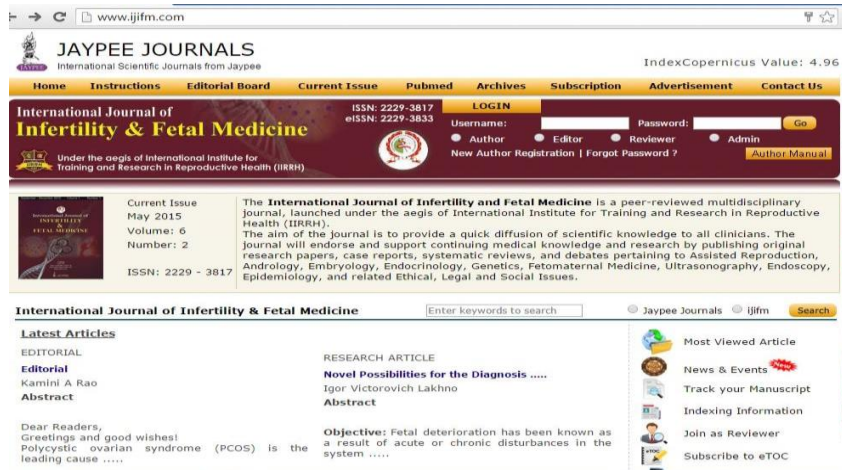 www.ijifm.com
JAYPEE JOURNALS
International Scientific Journals from Jaypee
IndexCopernicus Value: 4.96
Home Instructions Editorial Board Current Issue Pubmed Archives Subscription Advertisement Contact Us
International Journal of
Infertility & Fetal Medicine
Under the aegis of International Institute for
Training and Research in Reproductive Health (IIRRH)
ISSN: 2229-3817
eISSN: 2229-3833
LOGIN
Username: Password: Go
Author Editor Reviewer Admin
New Author Registration | Forgot Password ? Author Manual
Current Issue
May 2015
Volume: 6
Number: 2
ISSN: 2229 - 3817
The International Journal of Infertility and Fetal Medicine is a peer-reviewed multidisciplinary
journal, launched under the aegis of International Institute for Training and Research in Reproductive
Health (IIRRH).
The aim of the journal is to provide a quick diffusion of scientific knowledge to all clinicians. The
journal will endorse and support continuing medical knowledge and research by publishing original
research papers, case reports, systematic reviews, and debates pertaining to Assisted Reproduction,
Andrology, Embryology, Endocrinology, Genetics, Fetomaternal Medicine, Ultrasonography, Endoscopy,
Epidemiology, and related Ethical, Legal and Social Issues.
International Journal of Infertility & Fetal Medicine
Enter keywords to search Jaypee Journals ijifm Search
Latest Articles
EDITORIAL
Editorial
Kamini A Rao
Abstract
Dear Readers,
Greetings and good wishes!
Polycystic ovarian syndrome (PCOS) is the
leading cause .....
RESEARCH ARTICLE
Novel Possibilities for the Diagnosis .....
Igor Victorovich Lakhno
Abstract
Objective: Fetal deterioration has been known as
a result of acute or chronic disturbances in the
system .....
Most Viewed Article
News & Events New
Track your Manuscript
Indexing Information
Join as Reviewer
Subscribe to eTOC